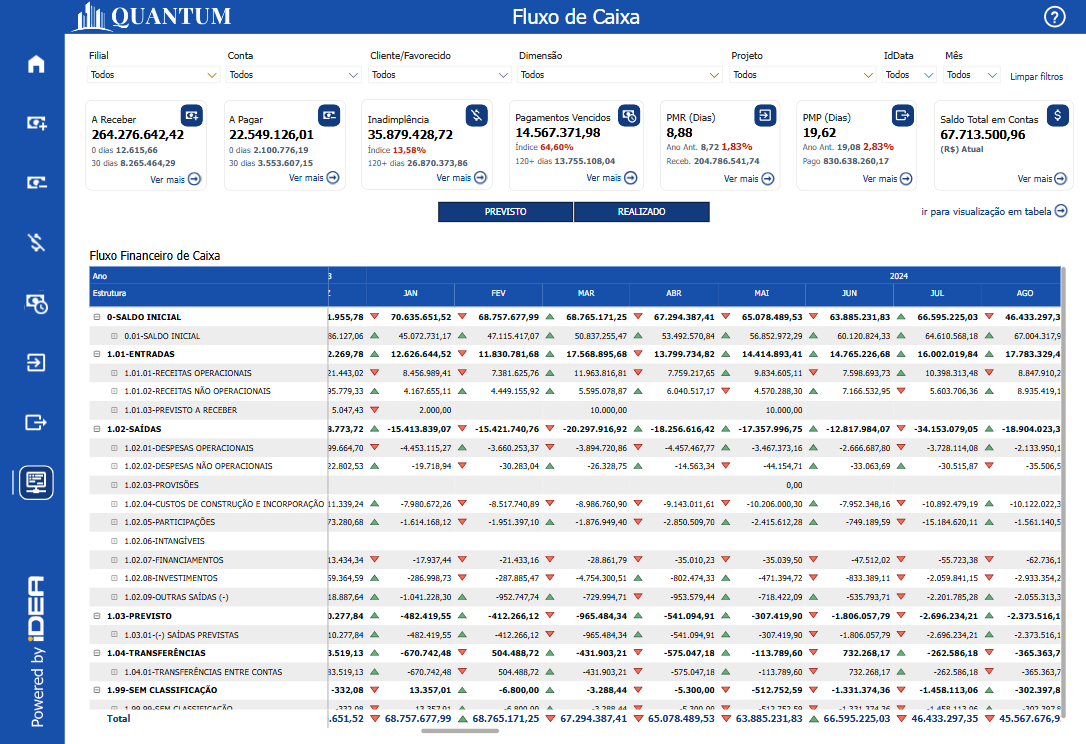 QUANTUM Fluxo de Caixa ?
Filial Conta Cliente/Favorecido Dimensão Projeto IdData Mês
Todos Todos Todos Todos Todos Todos Todos Limpar filtros
A Receber
264.276.642,42
0 dias 12.615,66
30 dias 8.265.464,29
Ver mais
A Pagar
22.549.126,01
0 dias 2.100.776,19
30 dias 3.553.607,15
Ver mais
Inadimplência
35.879.428,72
Índice 13,58%
120+ dias 26.870.373,86
Ver mais
Pagamentos Vencidos
14.567.371,98
Índice 64,60%
120+ dias 13.755.108,04
Ver mais
PMR (Dias)
8,88
Ano Ant. 8,72 1,83%
Receb. 204.786.541,74
Ver mais
PMP (Dias)
19,62
Ano Ant. 19,08 2,83%
Pago 830.638.260,17
Ver mais
Saldo Total em Contas
67.713.500,96
(R$) Atual
Ver mais
PREVISTO REALIZADO ir para visualização em tabela
Fluxo Financeiro de Caixa
Ano 3 2024
Estrutura JAN FEV MAR ABR MAI JUN JUL AGO
0-SALDO INICIAL 1.955,78 70.635.651,52 68.757.677,99 68.765.171,25 67.294.387,41 65.078.489,53 63.885.231,83 66.595.225,03 46.433.297,3
0.01-SALDO INICIAL 36.127,06 45.072.731,17 47.115.417,07 50.837.255,47 53.492.570,84 56.852.972,29 60.120.824,33 64.610.568,18 67.004.317,9
1.01-ENTRADAS 2.269,78 12.626.644,52 11.830.781,68 17.568.895,68 13.799.734,82 14.414.893,41 14.765.226,68 16.002.019,84 17.783.329,4
1.01.01-RECEITAS OPERACIONAIS 21.443,02 8.456.989,41 7.381.625,76 11.963.816,81 7.759.217,65 9.834.605,11 7.598.693,73 10.398.313,48 8.847.910,2
1.01.02-RECEITAS NÃO OPERACIONAIS 95.779,33 4.167.655,11 4.449.155,92 5.595.078,87 6.040.517,17 4.570.288,30 7.166.532,95 5.603.706,36 8.935.419,1
1.01.03-PREVISTO A RECEBER 5.047,43 2.000,00 10.000,00 10.000,00
1.02-SAÍDAS 3.773,72 -15.413.839,07 -15.421.740,76 -20.297.916,92 -18.256.616,42 -17.357.996,75 -12.817.984,07 -34.153.079,05 -18.904.023,3
1.02.01-DESPESAS OPERACIONAIS 99.664,70 -4.453.115,27 -3.660.253,37 -3.894.720,86 -4.457.467,77 -3.467.373,16 -2.666.687,80 -3.728.114,08 -2.133.950,1
1.02.02-DESPESAS NÃO OPERACIONAIS 22.802,53 -19.718,94 -30.283,04 -26.328,75 -14.563,34 -44.154,71 -33.063,69 -30.515,87 -35.506,5
1.02.03-PROVISÕES 0,00
1.02.04-CUSTOS DE CONSTRUÇÃO E INCORPORAÇÃO 11.339,24 -7.980.672,26 -8.517.740,89 -8.986.760,90 -9.143.011,61 -10.206.000,30 -7.952.348,16 -10.892.479,19 -10.122.022,3
1.02.05-PARTICIPAÇÕES 73.280,68 -1.614.168,12 -1.951.397,10 -1.876.949,40 -2.850.509,70 -2.415.612,28 -749.189,59 -15.184.620,11 -1.561.140,5
1.02.06-INTANGÍVEIS
1.02.07-FINANCIAMENTOS 13.434,34 -17.937,44 -21.433,16 -28.861,79 -35.010,23 -35.039,50 -47.512,02 -55.723,38 -62.736,1
1.02.08-INVESTIMENTOS 59.364,59 -286.998,73 -287.885,47 -4.754.300,51 -802.474,33 -471.394,72 -833.389,11 -2.059.841,15 -2.933.354,2
1.02.09-OUTRAS SAÍDAS (-) 18.887,64 -1.041.228,30 -952.747,74 -729.994,71 -953.579,44 -718.422,09 -535.793,71 -2.201.785,28 -2.055.313,3
1.03-PREVISTO 0.277,84 -482.419,55 -412.266,12 -965.484,34 -541.094,91 -307.419,90 -1.806.057,79 -2.696.234,21 -2.373.516,1
1.03.01-(-) SAÍDAS PREVISTAS 10.277,84 -482.419,55 -412.266,12 -965.484,34 -541.094,91 -307.419,90 -1.806.057,79 -2.696.234,21 -2.373.516,1
1.04-TRANSFERÊNCIAS 3.519,13 -670.742,48 504.488,72 -431.903,21 -575.047,18 -113.789,60 732.268,17 -262.586,18 -365.363,7
1.04.01-TRANSFERÊNCIAS ENTRE CONTAS 33.519,13 -670.742,48 504.488,72 -431.903,21 -575.047,18 -113.789,60 732.268,17 -262.586,18 -365.363,7
1.99-SEM CLASSIFICAÇÃO -332,08 13.357,01 -6.800,00 -3.288,44 -5.300,00 -512.752,59 -1.331.374,36 -1.458.113,06 -302.397,8
1.99.99-SEM CLASSIFICAÇÃO -332,08 13.357,01 -6.800,00 -3.288,44 -5.300,00 -512.752,59 -1.331.374,36 -1.458.113,06 -302.397,8
Total .651,52 68.757.677,99 68.765.171,25 67.294.387,41 65.078.489,53 63.885.231,83 66.595.225,03 46.433.297,35 45.567.676,9
Powered by iDEA